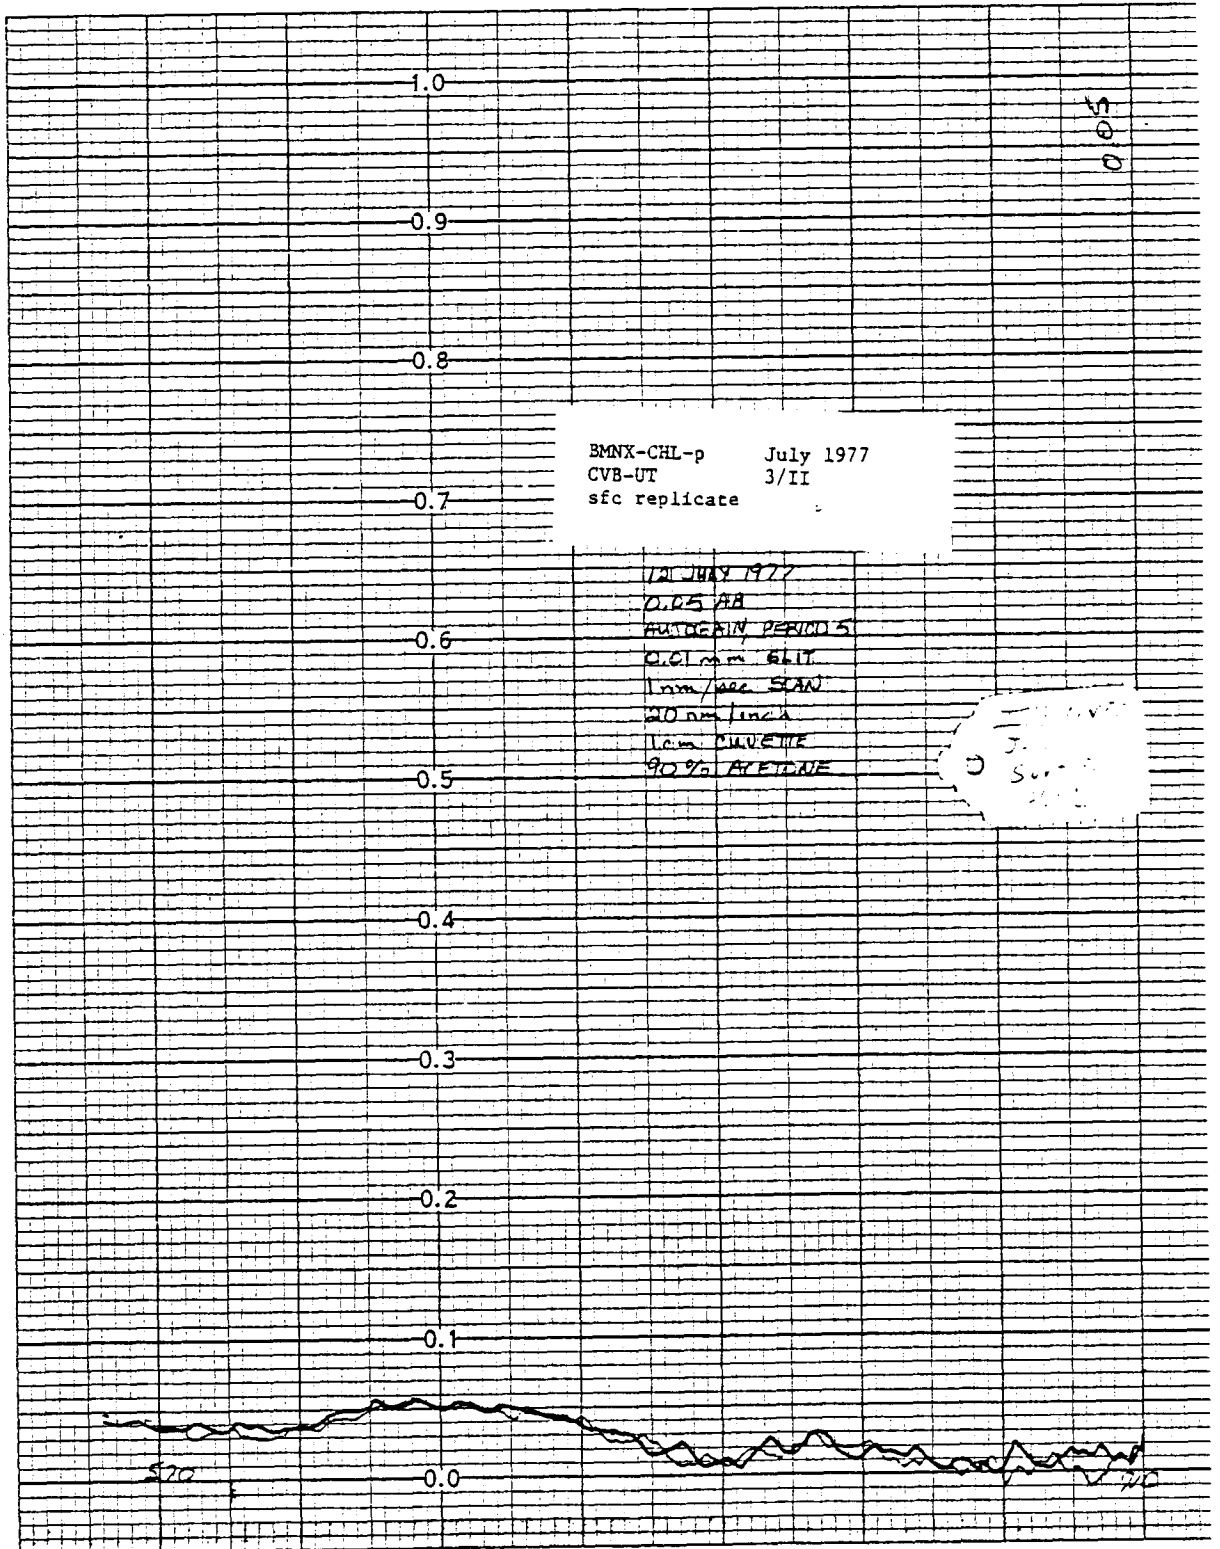 1.0
0.05
0.9
0.8
BMNX-CHL-p July 1977
CVB-UT 3/II
sfc replicate
0.7
12 JULY 1977
0.05 AB
AUTOGAIN, PERIOD 5
0.6
0.01 mm SLIT
1 nm/sec SCAN
20 nm/inch
1 cm CUVETTE
90% ACETONE
0.5
0.4
0.3
0.2
0.1
570
0.0